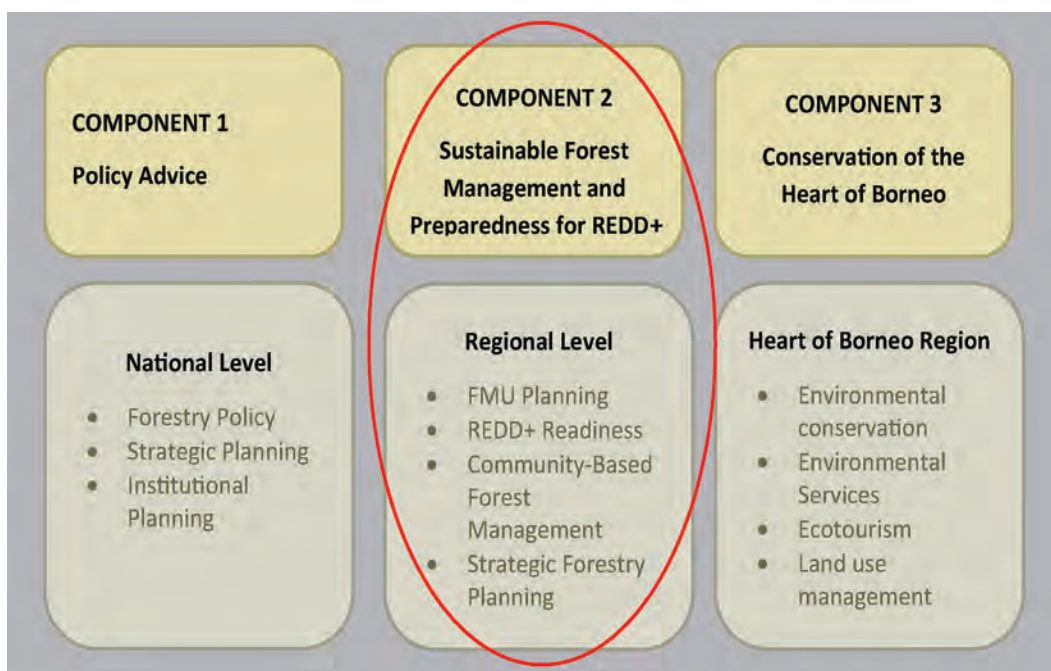 COMPONENT 1
Policy Advice
COMPONENT 2
Sustainable Forest
Management and
Preparedness for REDD+
COMPONENT 3
Conservation of the
Heart of Borneo
National Level
• Forestry Policy
• Strategic Planning
• Institutional
Planning
Regional Level
• FMU Planning
• REDD+ Readiness
• Community-Based
Forest
Management
• Strategic Forestry
Planning
Heart of Borneo Region
• Environmental
conservation
• Environmental
Services
• Ecotourism
• Land use
management